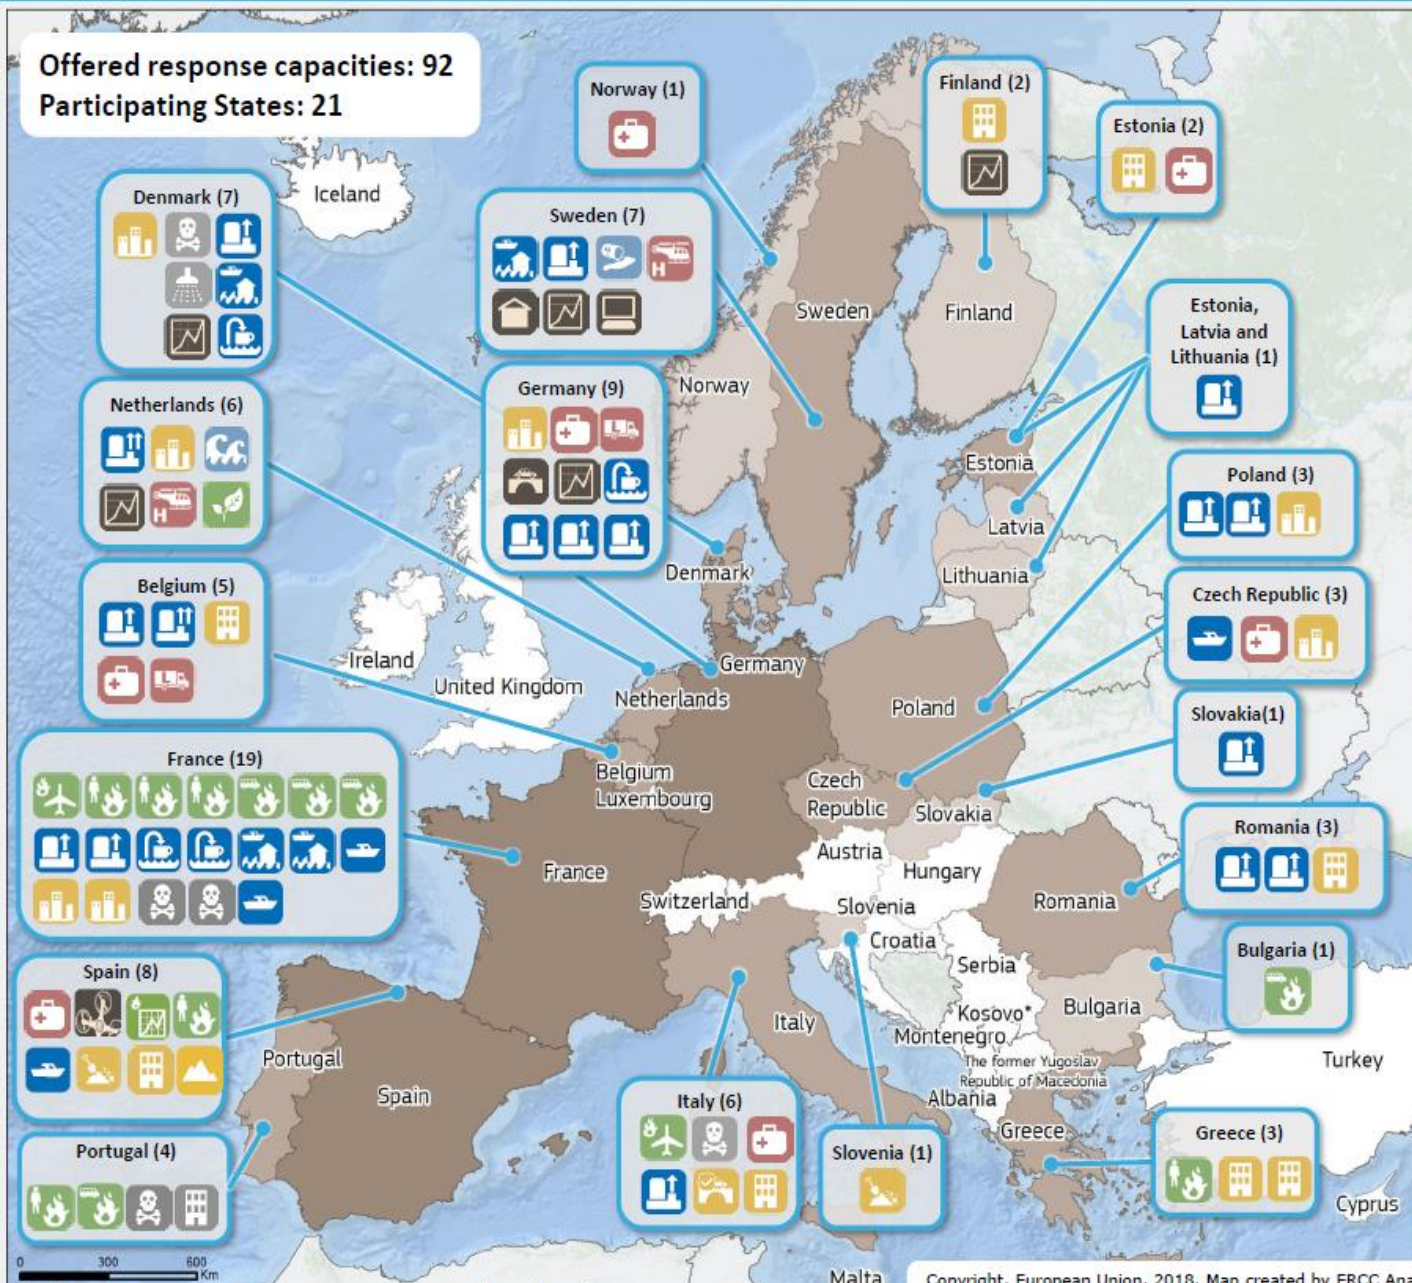 Offered response capacities: 92
Participating States: 21
Norway (1)
Finland (2)
Estonia (2)
Iceland
Denmark (7)
Sweden (7)
H
Estonia,
Latvia and
Lithuania (1)
Sweden
Finland
Norway
Germany (9)
Netherlands (6)
H
Estonia
Latvia
Lithuania
Poland (3)
Denmark
Belgium (5)
Czech Republic (3)
Ireland
United Kingdom
Germany
Netherlands
Poland
Slovakia(1)
France (19)
Belgium
Luxembourg
Czech
Republic
Slovakia
Romania (3)
Austria
Hungary
France
Switzerland
Slovenia
Romania
Croatia
Serbia
Bulgaria (1)
Spain (8)
Kosovo*
Bulgaria
Montenegro
Italy
Portugal
The former Yugoslav
Republic of Macedonia
Turkey
Spain
Albania
Italy (6)
Greece
Greece (3)
Portugal (4)
Slovenia (1)
Cyprus
0 300 600
Km
Malta
Copyright, European Union, 2018. Map created by ERCC Ana